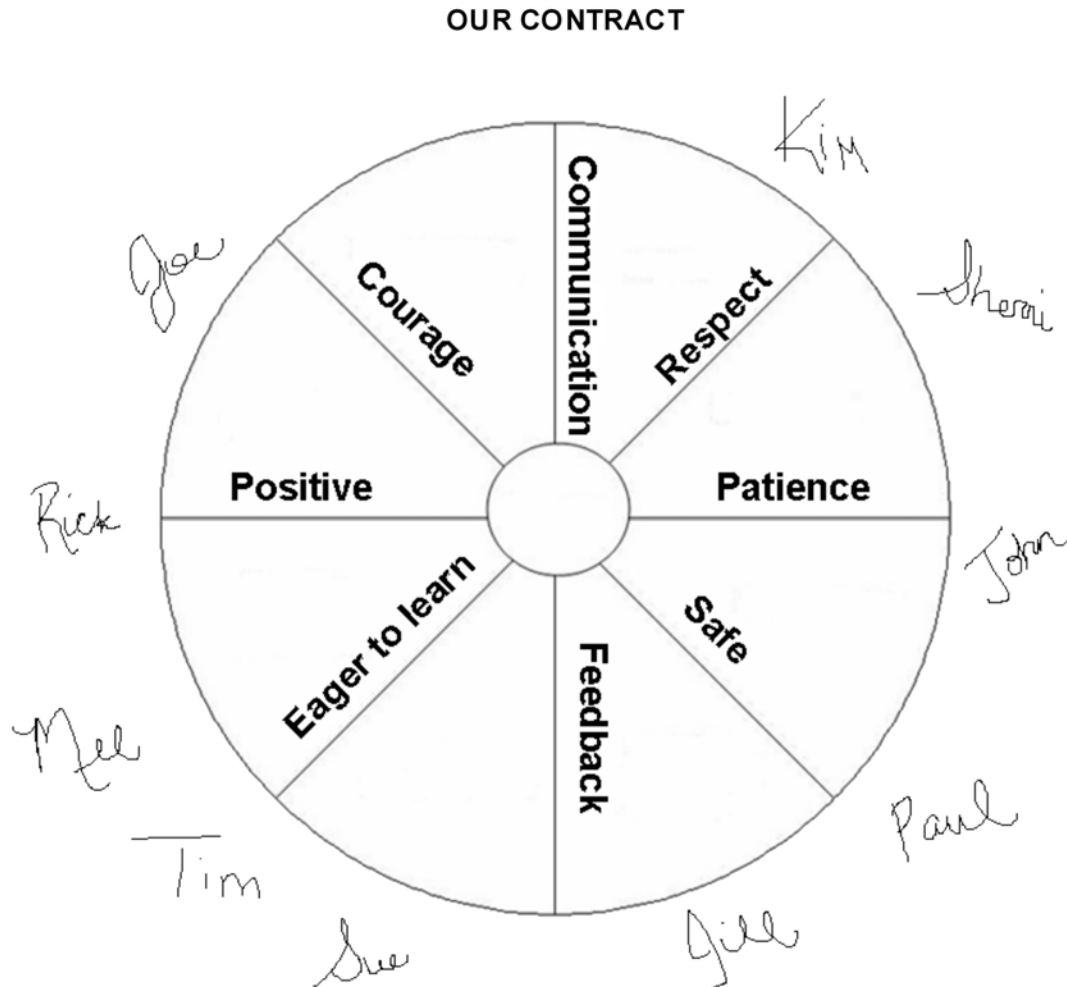 OUR CONTRACT
Kim
Communication
Joe
Courage
Respect
Sherri
Positive
Patience
Rick
John
Eager to learn
Safe
Feedback
Paul
Tim
Jill
Sue